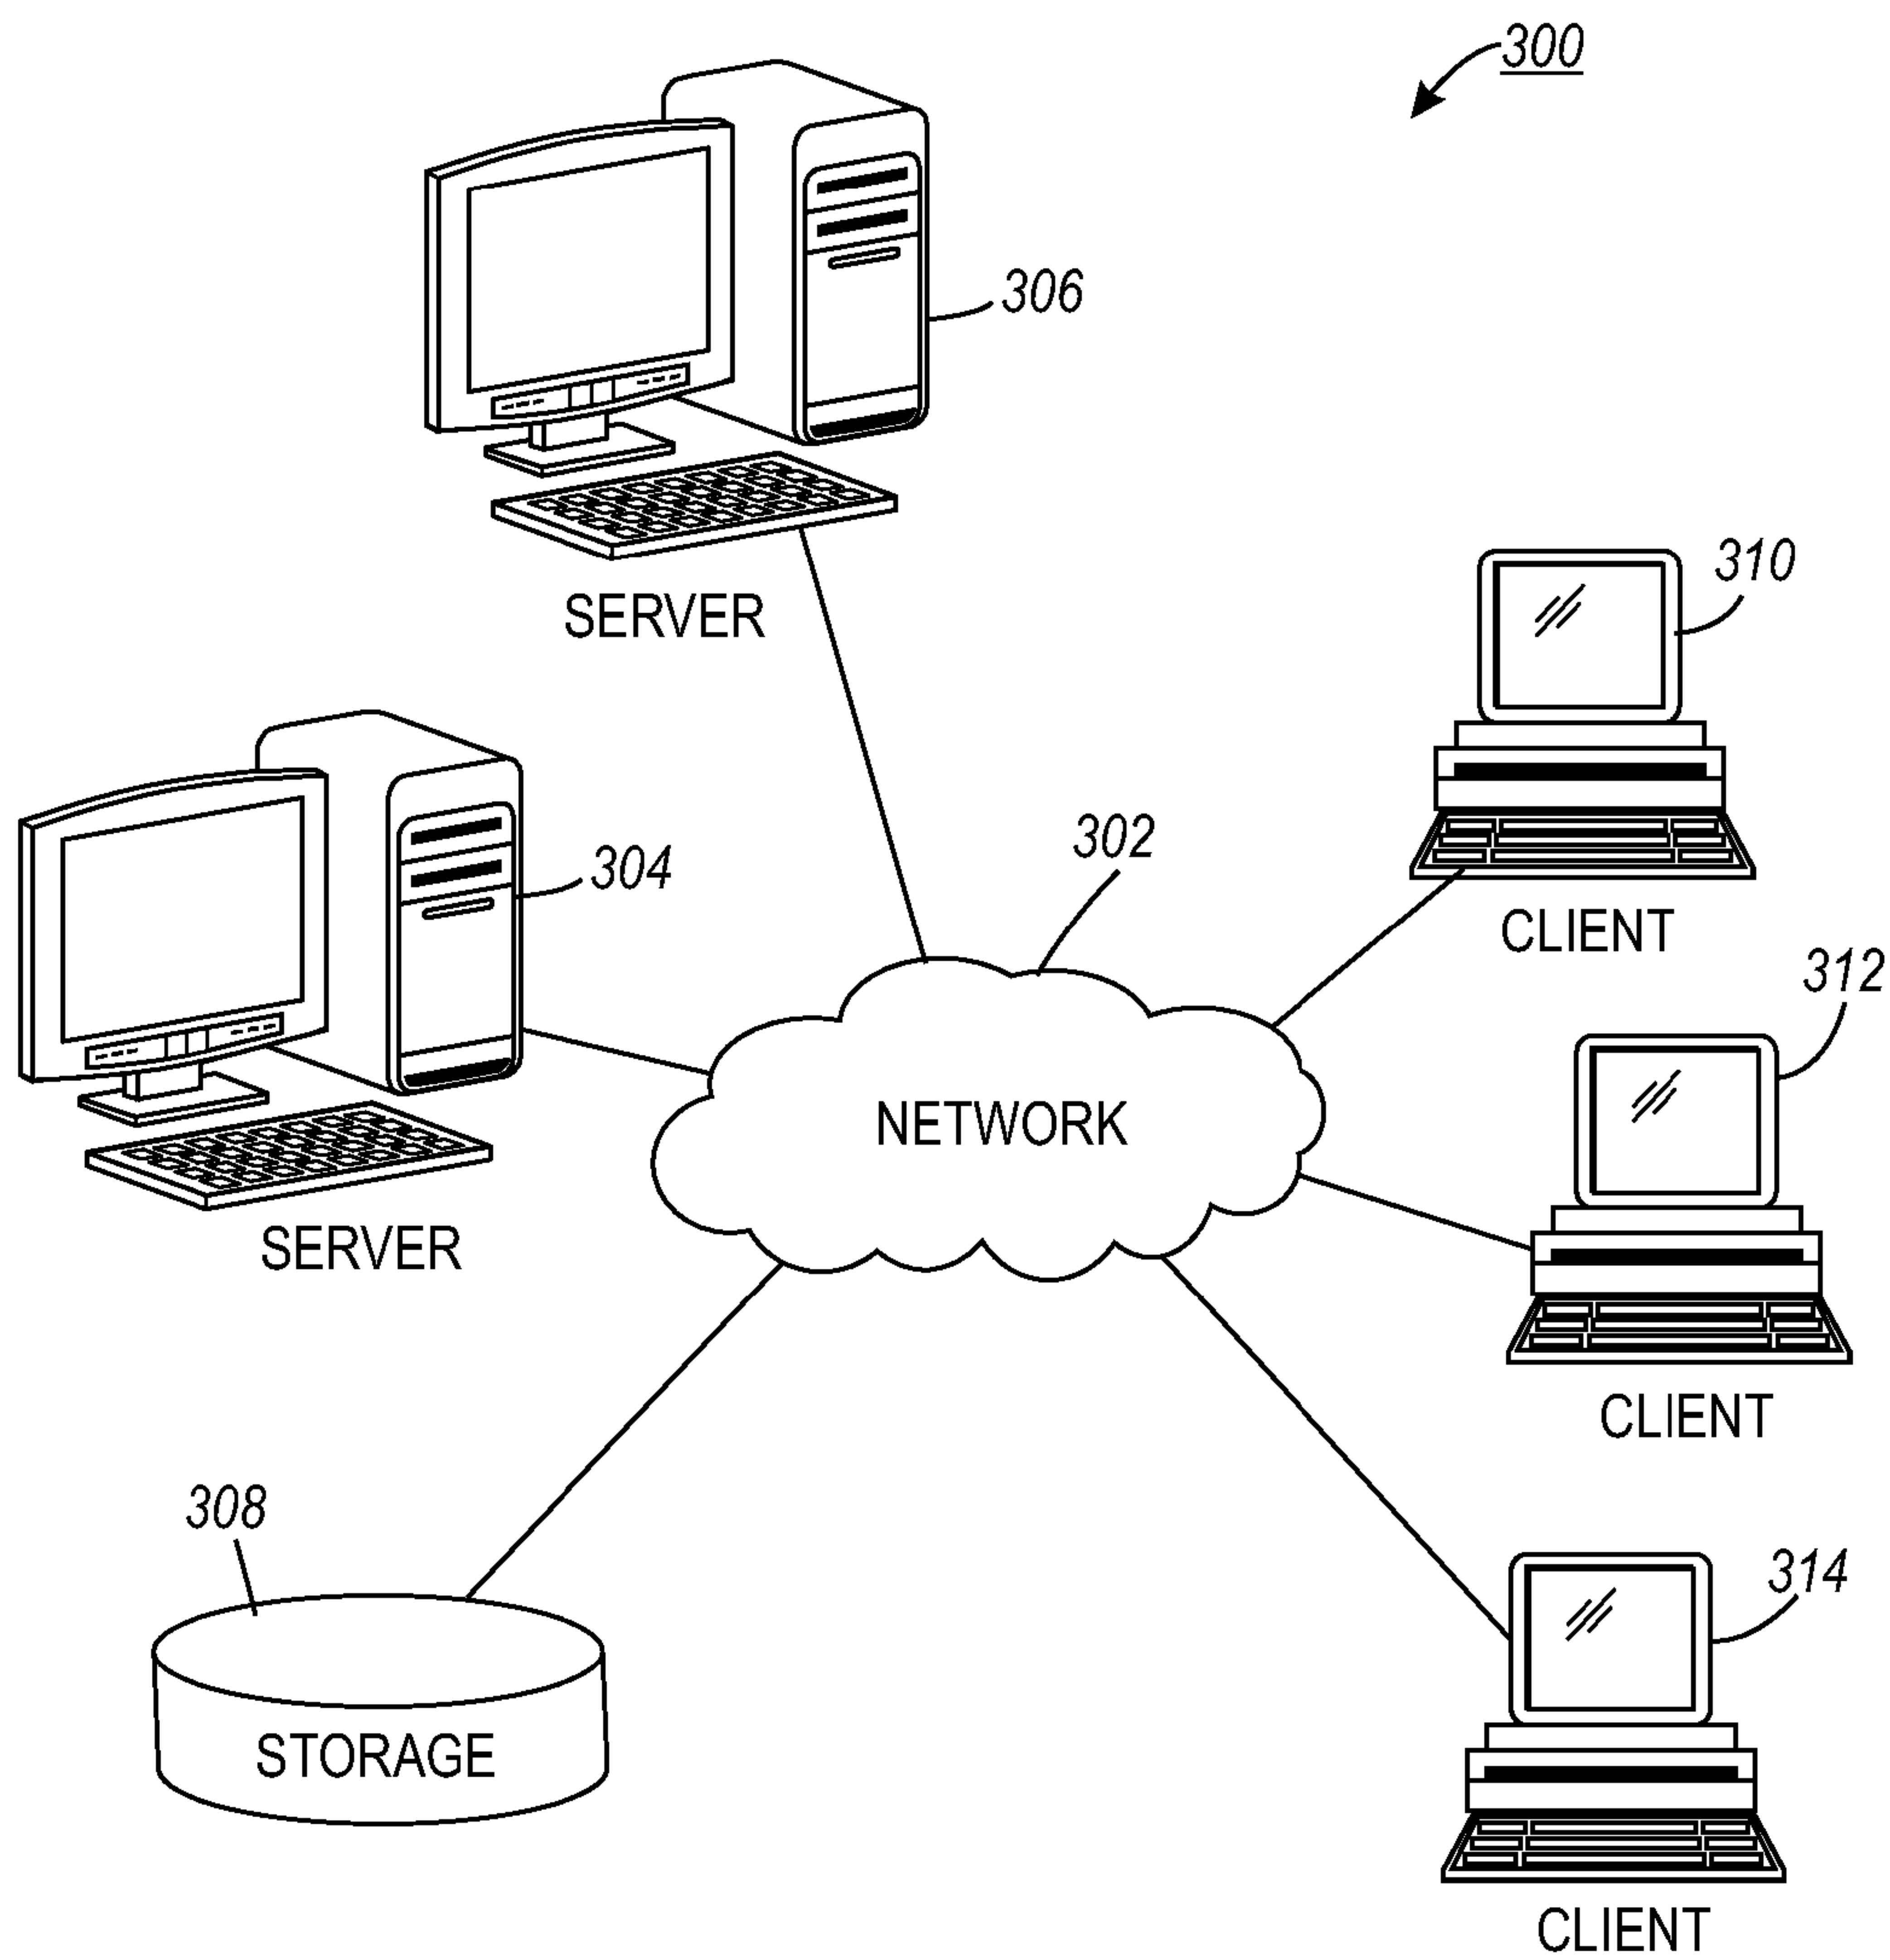 300
306
SERVER
310
CLIENT
304
302
312
NETWORK
SERVER
CLIENT
308
314
STORAGE
CLIENT